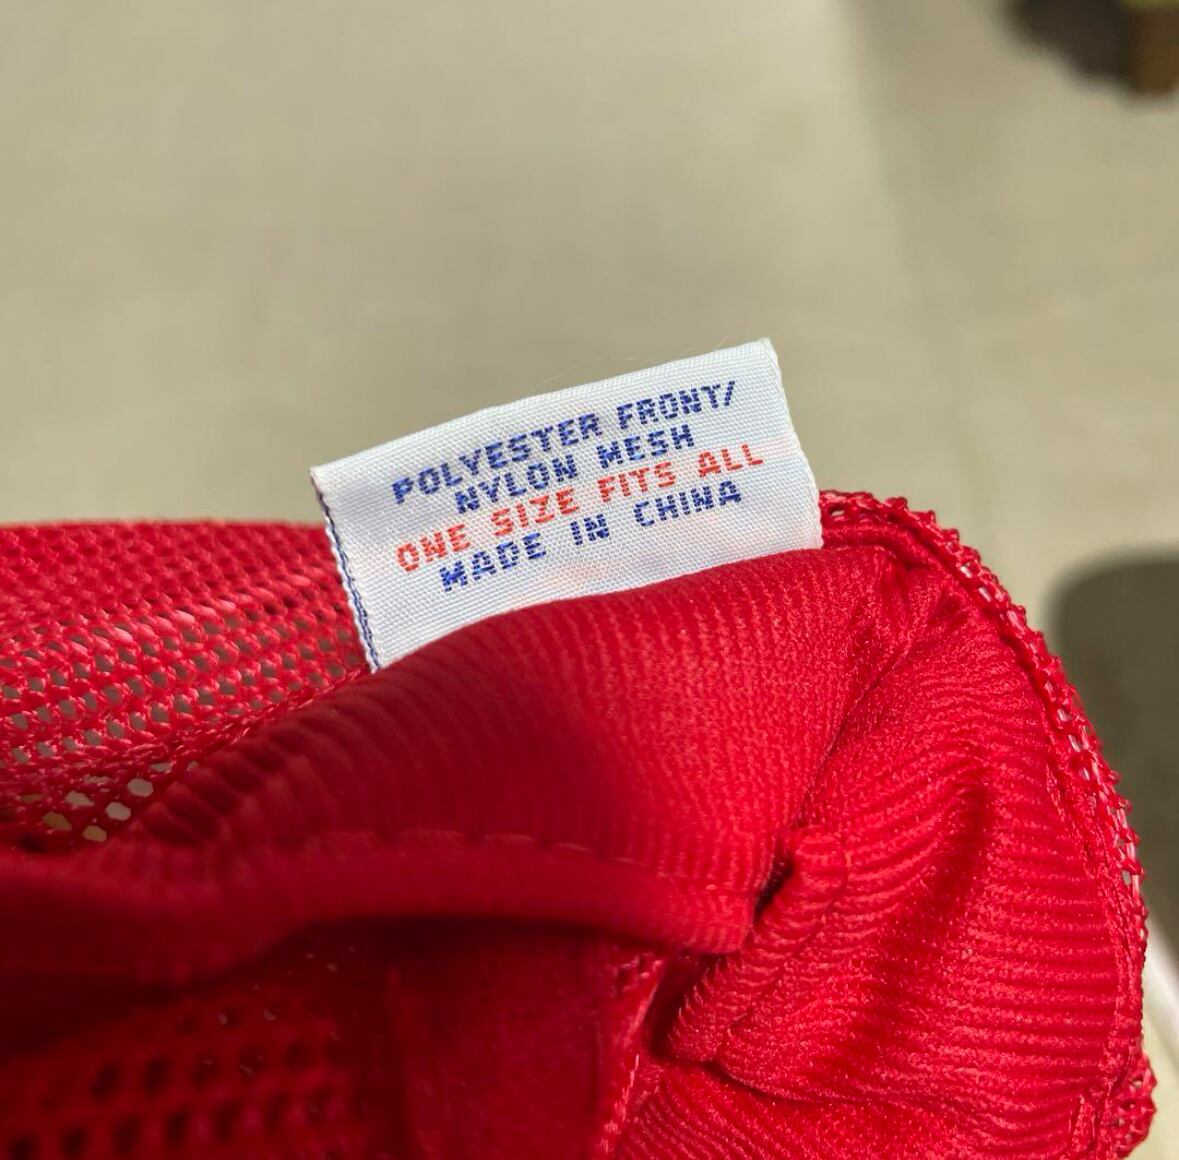 POLYESTER FRONT/
NYLON MESH
ONE SIZE FITS ALL
MADE IN CHINA